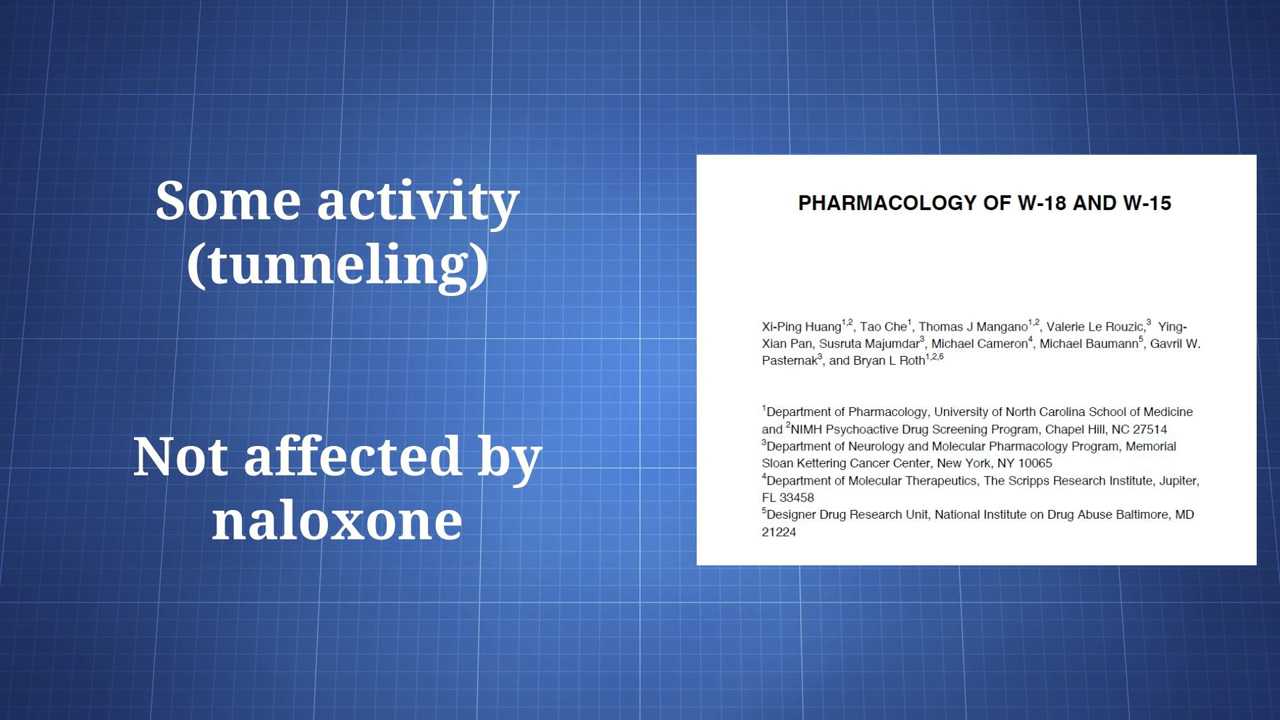 Some activity
(tunneling)
Not affected by
naloxone
PHARMACOLOGY OF W-18 AND W-15
Xi-Ping Huang1,2, Tao Che1, Thomas J Mangano1,2, Valerie Le Rouzic,3 Ying-
Xian Pan, Susruta Majumdar3, Michael Cameron4, Michael Baumann5, Gavril W.
Pasternak3, and Bryan L Roth1,2,6
1Department of Pharmacology, University of North Carolina School of Medicine
and 2NIMH Psychoactive Drug Screening Program, Chapel Hill, NC 27514
3Department of Neurology and Molecular Pharmacology Program, Memorial
Sloan Kettering Cancer Center, New York, NY 10065
4Department of Molecular Therapeutics, The Scripps Research Institute, Jupiter,
FL 33458
5Designer Drug Research Unit, National Institute on Drug Abuse Baltimore, MD
21224